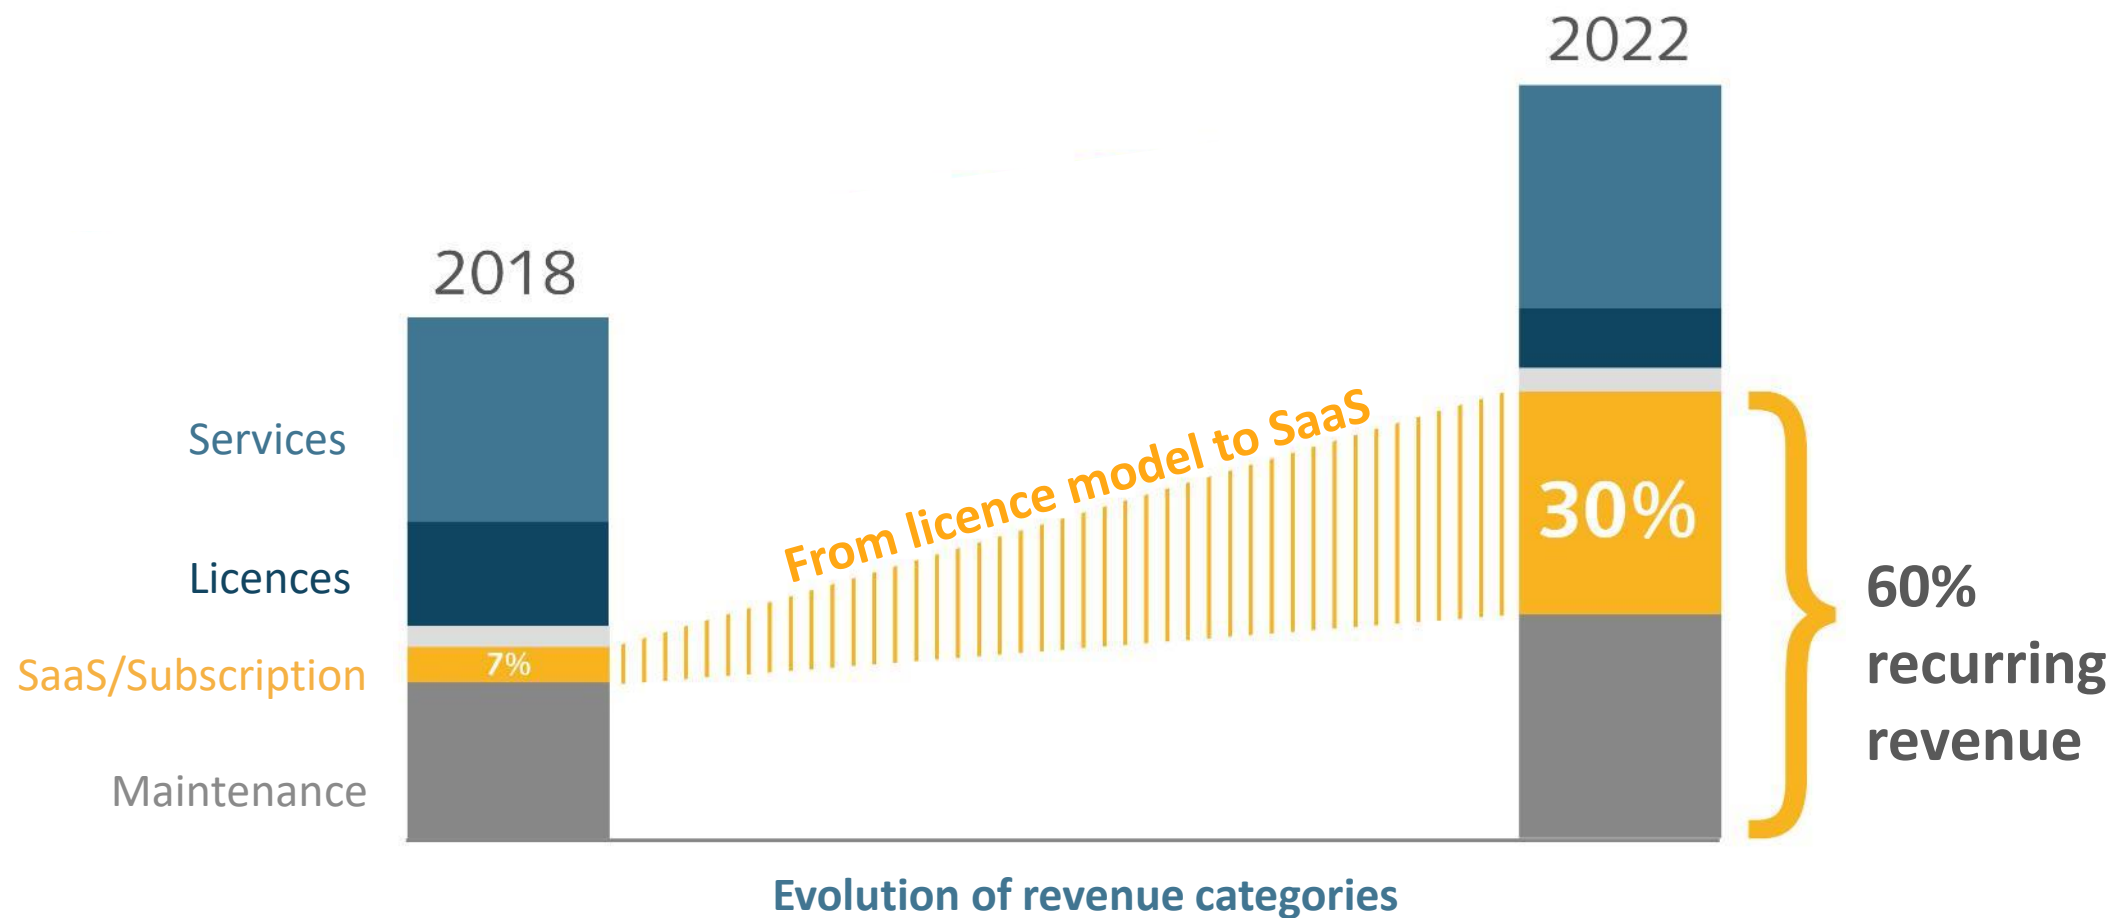 2022
2018
Services
Licences
SaaS/Subscription
Maintenance
7%
From licence model to SaaS
30%
60%
recurring
revenue
Evolution of revenue categories